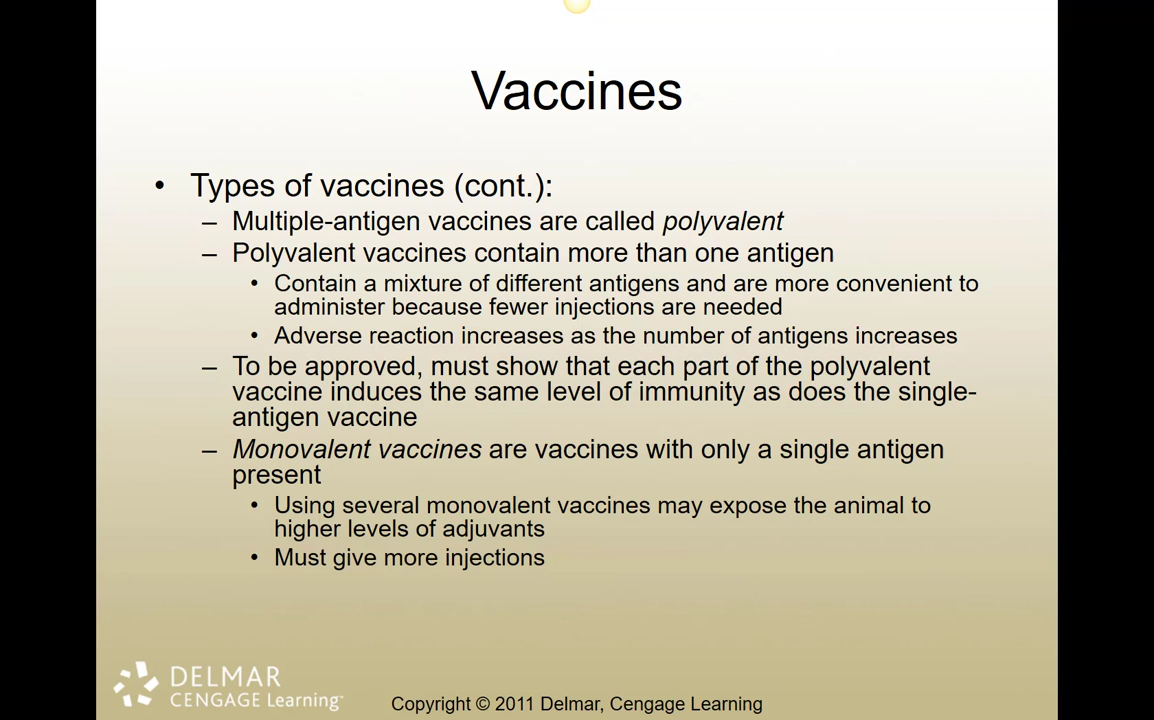 Vaccines
• Types of vaccines (cont.):
– Multiple-antigen vaccines are called polyvalent
– Polyvalent vaccines contain more than one antigen
• Contain a mixture of different antigens and are more convenient to
administer because fewer injections are needed
• Adverse reaction increases as the number of antigens increases
– To be approved, must show that each part of the polyvalent
vaccine induces the same level of immunity as does the single-
antigen vaccine
– Monovalent vaccines are vaccines with only a single antigen
present
• Using several monovalent vaccines may expose the animal to
higher levels of adjuvants
• Must give more injections
DELMAR
CENGAGE Learning™
Copyright © 2011 Delmar, Cengage Learning